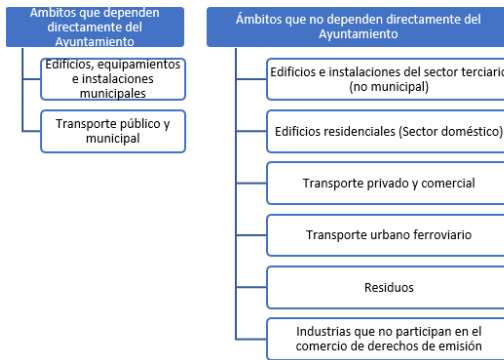 Ámbitos que dependen
directamente del
Ayuntamiento
Edificios, equipamientos
e instalaciones
municipales
Transporte público y
municipal
Ámbitos que no dependen directamente del
Ayuntamiento
Edificios e instalaciones del sector terciario
(no municipal)
Edificios residenciales (Sector doméstico)
Transporte privado y comercial
Transporte urbano ferroviario
Residuos
Industrias que no participan en el
comercio de derechos de emisión